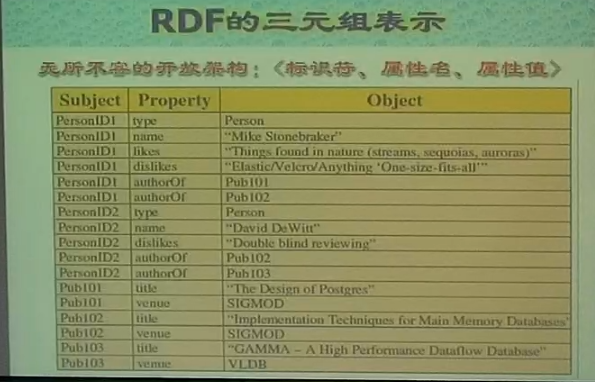 RDF的三元组表示
无所不容的开放架构：〈标识符、属性名、属性值〉
Subject Property Object
PersonID1 type Person
PersonID1 name “Mike Stonebraker”
PersonID1 likes “Things found in nature (streams, sequoias, auroras)”
PersonID1 dislikes “Elastic/Velcro/Anything ‘One-size-fits-all’”
PersonID1 authorOf Pub101
PersonID1 authorOf Pub102
PersonID2 type Person
PersonID2 name “David DeWitt”
PersonID2 dislikes “Double blind reviewing”
PersonID2 authorOf Pub102
PersonID2 authorOf Pub103
Pub101 title “The Design of Postgres”
Pub101 venue SIGMOD
Pub102 title “Implementation Techniques for Main Memory Databases”
Pub102 venue SIGMOD
Pub103 title “GAMMA – A High Performance Dataflow Database”
Pub103 venue VLDB